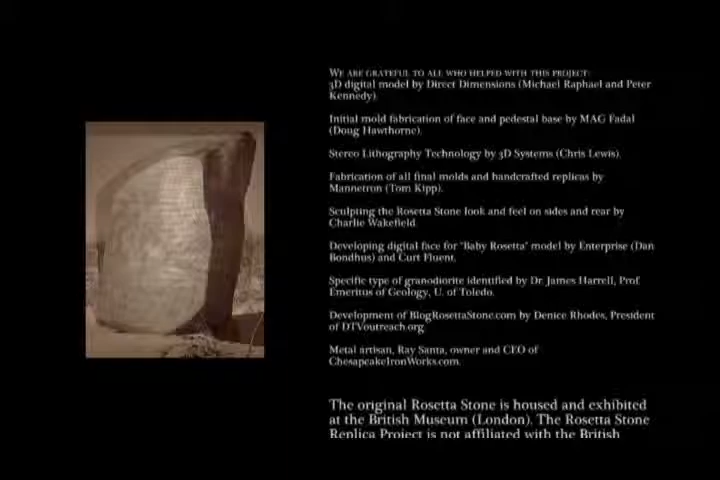 WE ARE GRATEFUL TO ALL WHO HELPED WITH THIS PROJECT:
3D digital model by Direct Dimensions (Michael Raphael and Peter
Kennedy).
Initial mold fabrication of face and pedestal base by MAG Fadal
(Doug Hawthorne).
Stereo Lithography Technology by 3D Systems (Chris Lewis).
Fabrication of all final molds and handcrafted replicas by
Mannetron (Tom Kipp).
Sculpting the Rosetta Stone look and feel on sides and rear by
Charlie Wakefield.
Developing digital face for "Baby Rosetta" model by Enterprise (Dan
Bondhus) and Curt Fluent.
Specific type of granodiorite identified by Dr. James Harrell, Prof.
Emeritus of Geology, U. of Toledo.
Development of BlogRosettaStone.com by Denice Rhodes, President
of DTVoutreach.org
Metal artisan, Ray Santa, owner and CEO of
ChesapeakeIronWorks.com.
The original Rosetta Stone is housed and exhibited
at the British Museum (London). The Rosetta Stone
Replica Project is not affiliated with the British